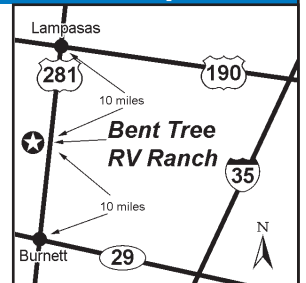 Lampasas
281
190
10 miles
Bent Tree
RV Ranch
35
10 miles
N
Burnett
29